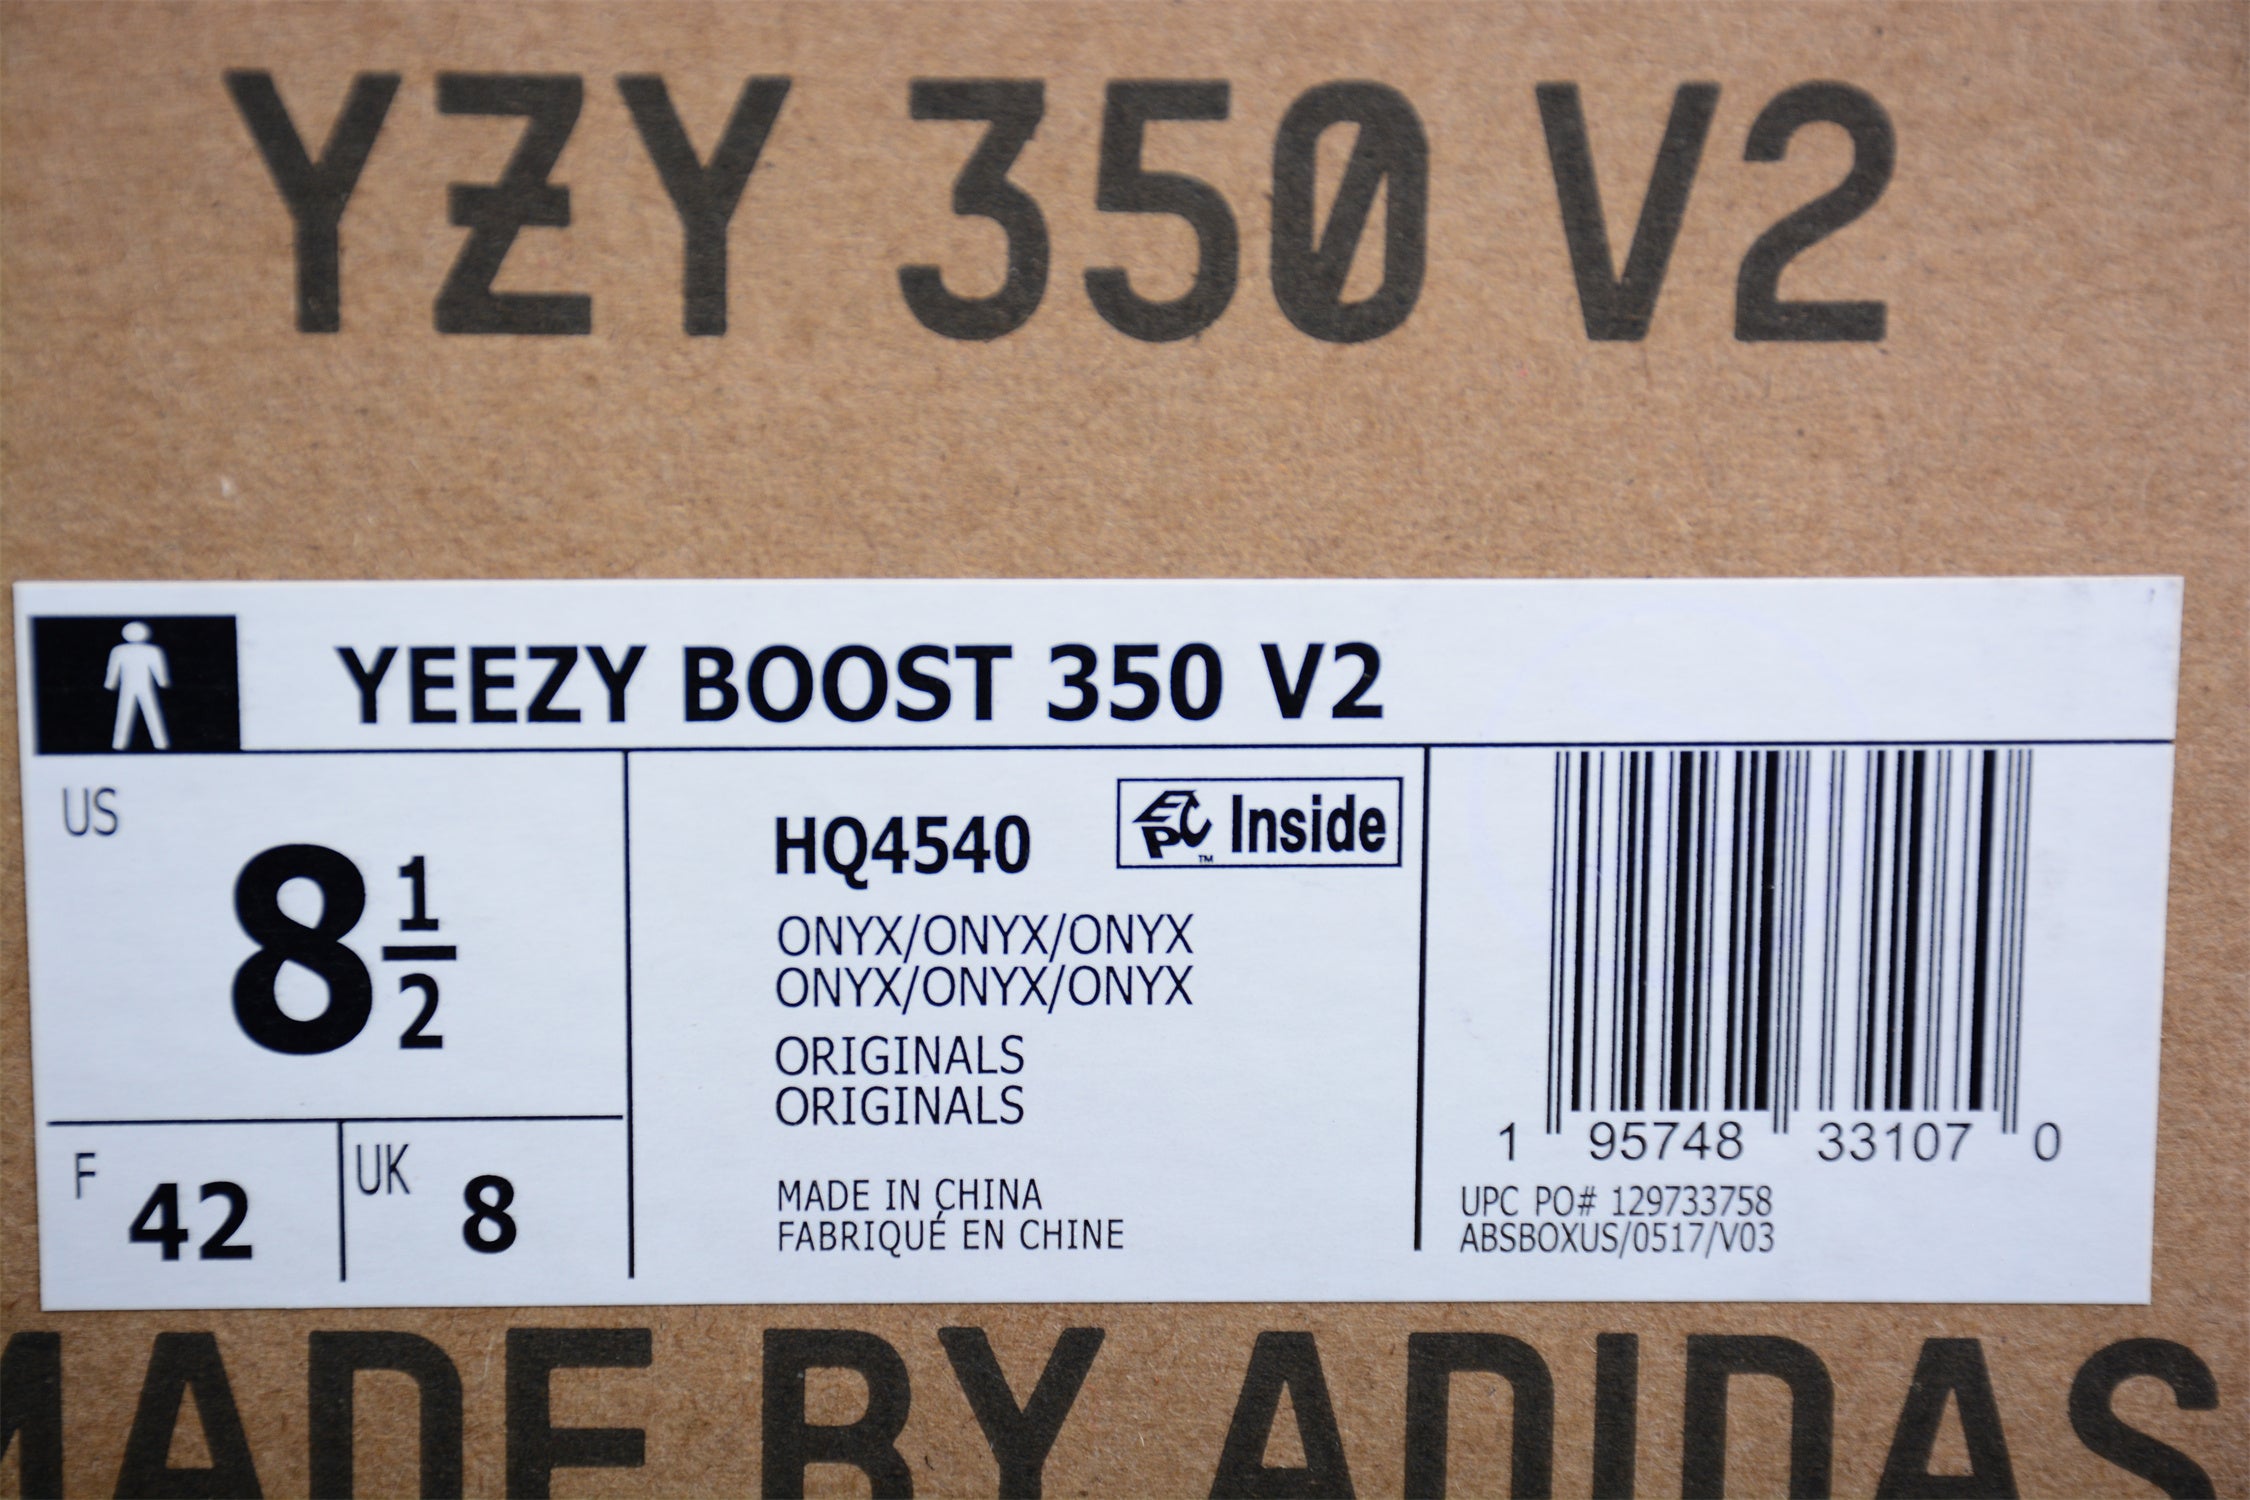 YZY 350 V2
YEEZY BOOST 350 V2
US
8 1/2
F 42
UK 8
HQ4540
EPC™ Inside
ONYX/ONYX/ONYX
ONYX/ONYX/ONYX
ORIGINALS
ORIGINALS
MADE IN CHINA
FABRIQUÉ EN CHINE
1 95748 33107 0
UPC PO# 129733758
ABSBOXUS/0517/V03
MADE BY ADIDAS